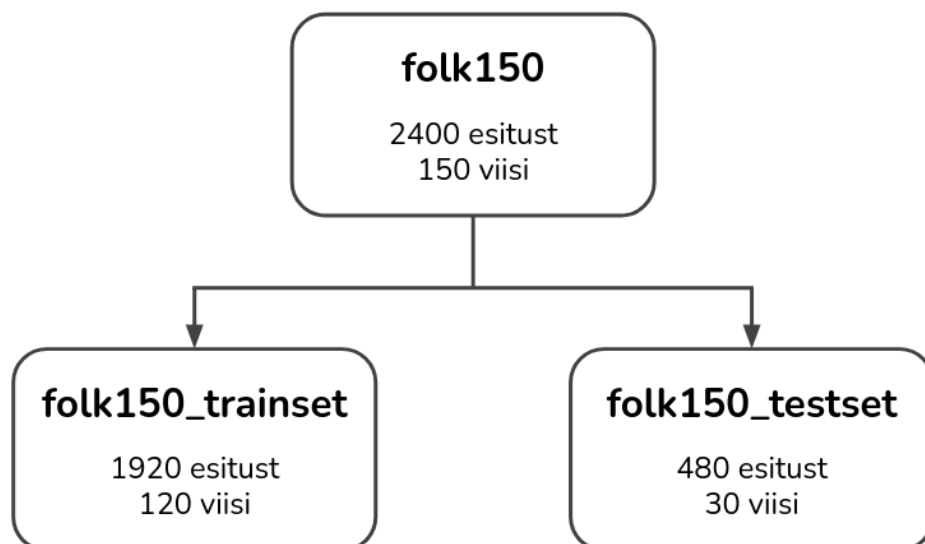 folk150
2400 esitust
150 viisi
folk150_trainset
1920 esitust
120 viisi
folk150_testset
480 esitust
30 viisi